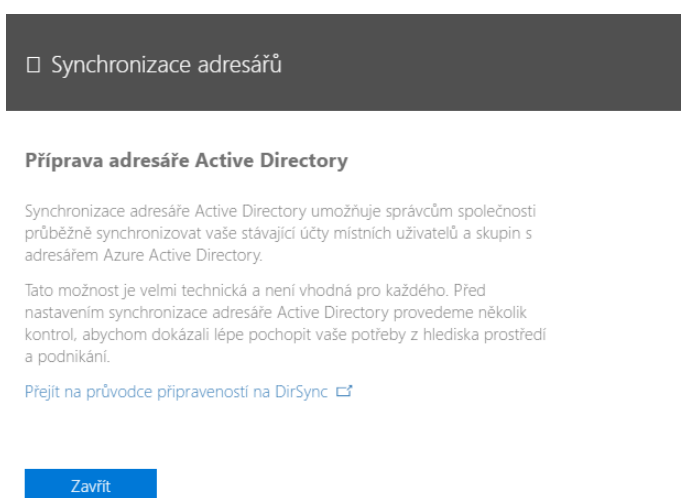 Synchronizace adresářů
Příprava adresáře Active Directory
Synchronizace adresáře Active Directory umožňuje správcům společnosti
průběžně synchronizovat vaše stávající účty místních uživatelů a skupin s
adresářem Azure Active Directory.
Tato možnost je velmi technická a není vhodná pro každého. Před
nastavením synchronizace adresáře Active Directory provedeme několik
kontrol, abychom dokázali lépe pochopit vaše potřeby z hlediska prostředí
a podnikání.
Přejít na průvodce připraveností na DirSync
Zavřít